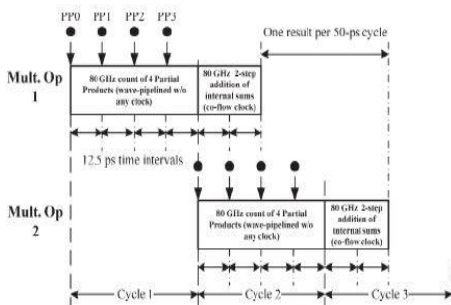 PP0 PP1 PP2 PP3
One result per 50-ps cycle
Mult. Op
1
80 GHz count of 4 Partial
Products (wave-pipelined w/o
any clock)
80 GHz 2-step
addition of
internal sums
(co-flow clock)
12.5 ps time intervals
Mult. Op
2
80 GHz count of 4 Partial
Products (wave-pipelined w/o
any clock)
80 GHz 2-step
addition of
internal sums
(co-flow clock)
Cycle 1 Cycle 2 Cycle 3